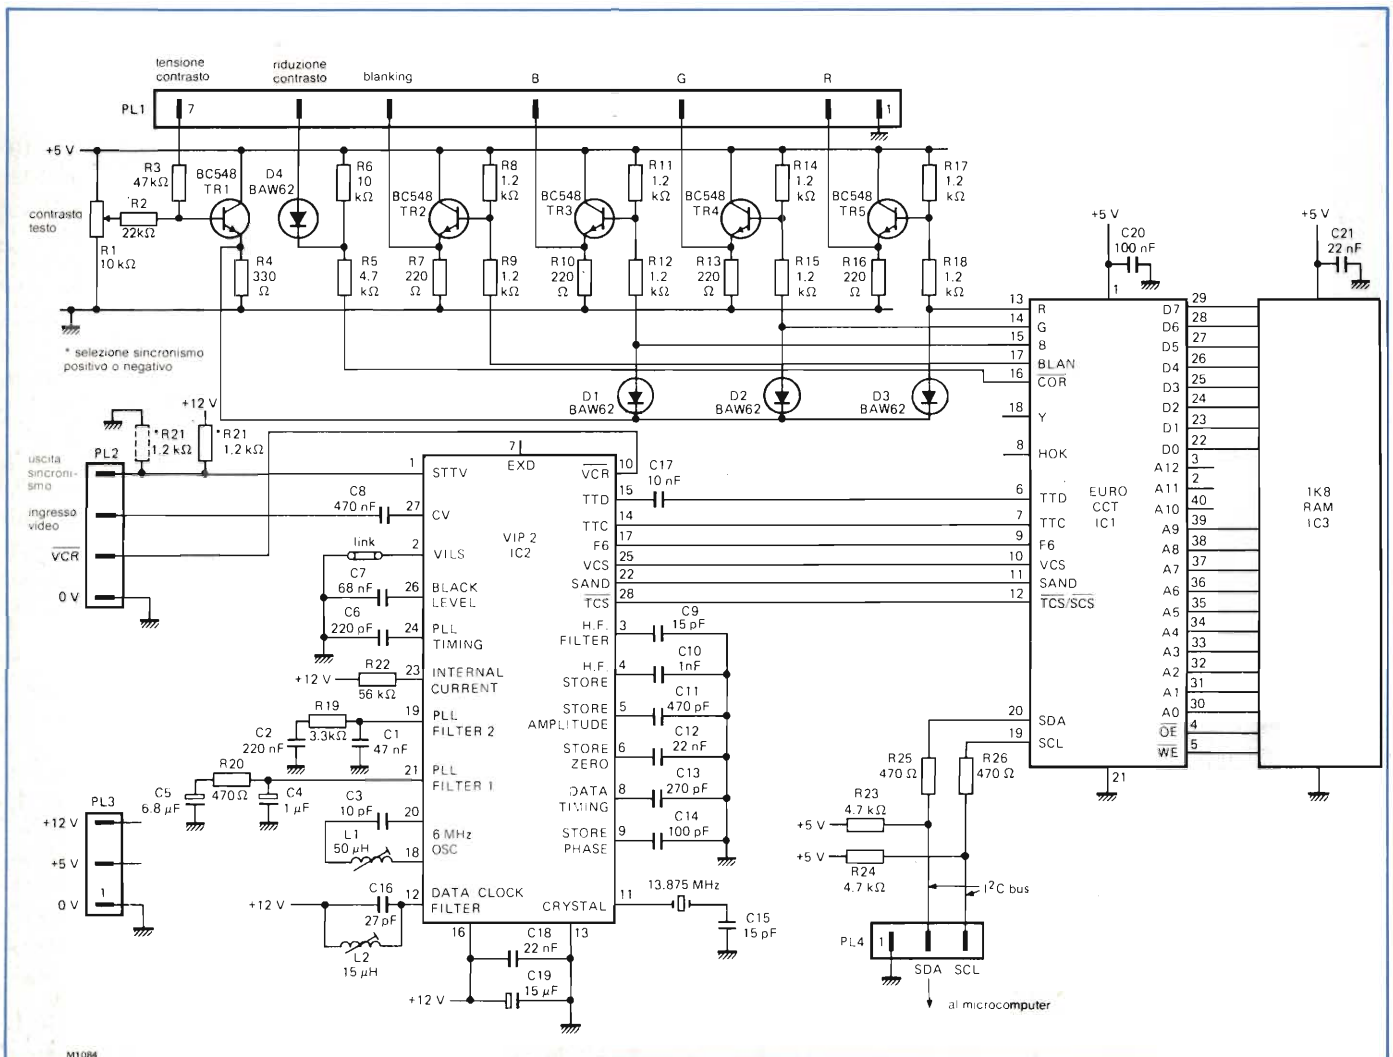 tensione
contrasto
riduzione
contrasto
blanking
B
G
R
PL1
7
1
+5 V
R3
47kΩ
BC548
TR1
D4
BAW62
R6
10
kΩ
BC548
TR2
R8
1.2
kΩ
BC548
TR3
R11
1.2
kΩ
BC548
TR4
R14
1.2
kΩ
BC548
TR5
R17
1.2
kΩ
contrasto
testo
R2
22kΩ
R1
10 kΩ
R4
330
Ω
R5
4.7
kΩ
R7
220
Ω
R9
1.2
kΩ
R10
220
Ω
R12
1.2
kΩ
R13
220
Ω
R15
1.2
kΩ
R16
220
Ω
R18
1.2
kΩ
* selezione sincronismo
positivo o negativo
D1
BAW62
D2
BAW62
D3
BAW62
+5 V
C20
100 nF
1
+5 V
C21
22 nF
13
R
14
G
15
B
17
BLAN
16
COR
18
Y
8
HOK
6
TTD
7
TTC
9
F6
10
VCS
11
SAND
12
TCS/SCS
20
SDA
19
SCL
EURO
CCT
IC1
D7
29
D6
28
D5
27
D4
26
D3
25
D2
24
D1
23
D0
22
A12
3
A11
2
A10
40
A9
39
A8
38
A7
37
A6
36
A5
35
A4
34
A3
33
A2
32
A1
31
A0
30
OE
4
WE
5
21
1K8
RAM
IC3
+12 V
*R21
1.2 kΩ
*R21
1.2 kΩ
PL2
uscita
sincroni-
smo
ingresso
video
VCR
0 V
C8
470 nF
link
C7
68 nF
C6
220 pF
+12 V
R22
56 kΩ
R19
3.3kΩ
C2
220 nF
C1
47 nF
R20
470Ω
C5
6.8 µF
C4
1 µF
C3
10 pF
L1
50 µH
+12 V
C16
27 pF
L2
15 µH
PL3
+12 V
+5 V
1
0 V
7
EXD
1
STTV
27
CV
2
VILS
26
BLACK
LEVEL
24
PLL
TIMING
23
INTERNAL
CURRENT
19
PLL
FILTER 2
21
PLL
FILTER 1
20
6 MHz
OSC
18
12
DATA CLOCK
FILTER
VIP 2
IC2
VCR
10
TTD
15
TTC
14
F6
17
VCS
25
SAND
22
TCS
28
H.F.
FILTER
3
H.F.
STORE
4
STORE
AMPLITUDE
5
STORE
ZERO
6
DATA
TIMING
8
STORE
PHASE
9
CRYSTAL
11
16
13
C17
10 nF
C9
15 pF
C10
1nF
C11
470 pF
C12
22 nF
C13
270 pF
C14
100 pF
13.875 MHz
C15
15 pF
C18
22 nF
C19
15 µF
+12 V
R25
470 Ω
R26
470 Ω
R23
4.7 kΩ
+5 V
+5 V
R24
4.7 kΩ
I²C bus
PL4
1
SDA
SCL
al microcomputer
M1084